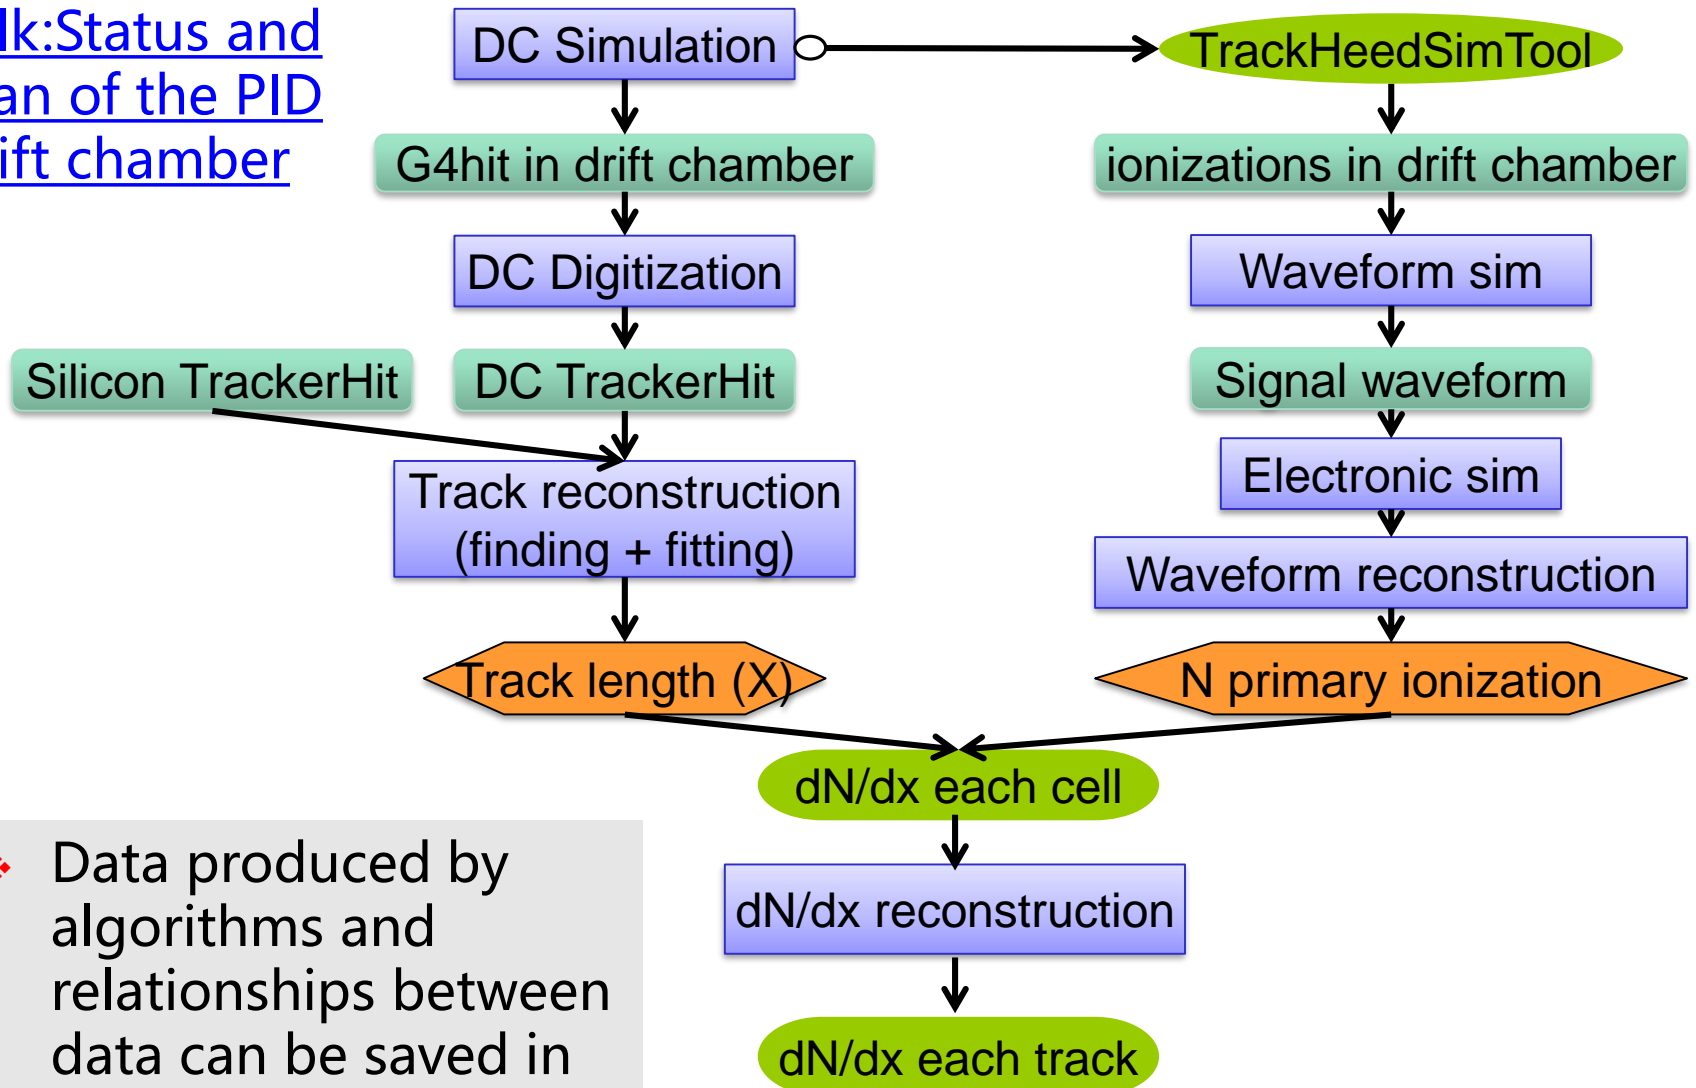 lk:Status and
an of the PID
ift chamber
DC Simulation
TrackHeedSimTool
G4hit in drift chamber
ionizations in drift chamber
DC Digitization
Waveform sim
Silicon TrackerHit
DC TrackerHit
Signal waveform
Track reconstruction
(finding + fitting)
Electronic sim
Waveform reconstruction
Track length (X)
N primary ionization
dN/dx each cell
dN/dx reconstruction
dN/dx each track
Data produced by
algorithms and
relationships between
data can be saved in